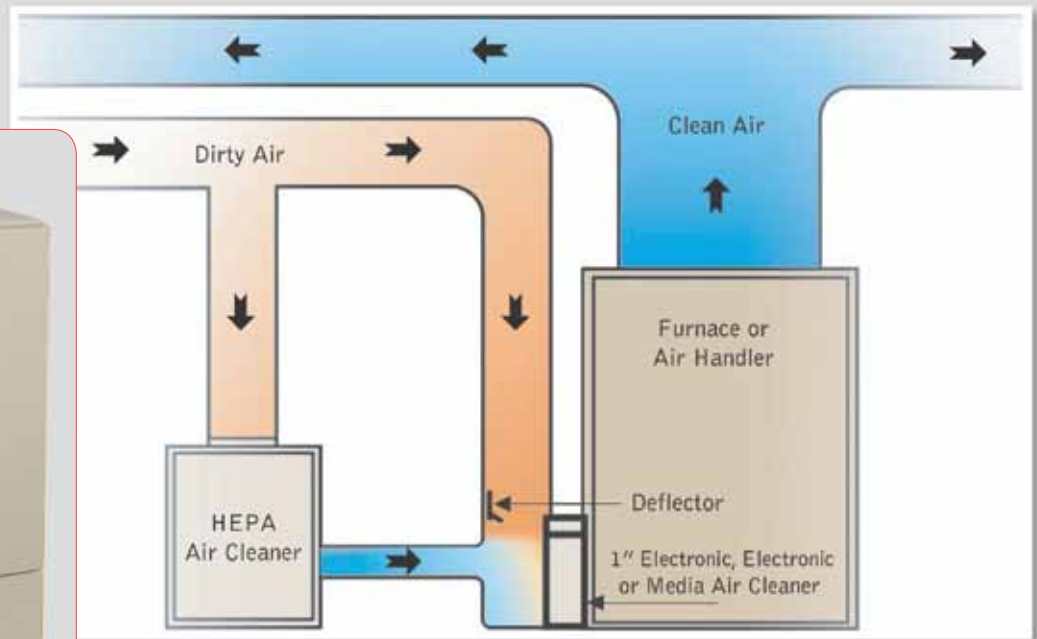 Clean Air
Dirty Air
Furnace or
Air Handler
Deflector
HEPA
Air Cleaner
1" Electronic, Electronic
or Media Air Cleaner